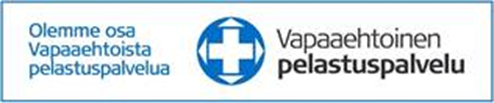 Olemme osa
Vapaaehtoista
pelastuspalvelua
Vapaaehtoinen
pelastuspalvelu